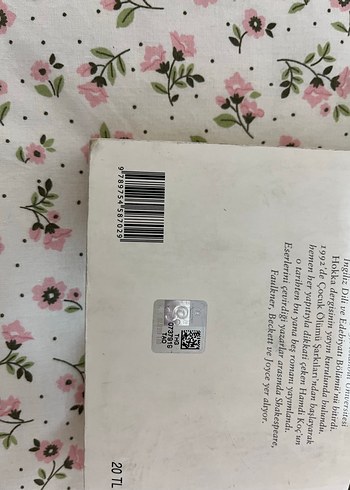 İngiliz Dili ve Edebiyatı Bölümü'nü bitirdi.
Hokka dergisinin yayın kurulunda bulundu.
1992'de Çocuk Ölümü Şarkıları'ndan başlayarak
hemen her yapıtıyla dikkati çeken Hamdi Koç'un
o tarihten bu yana beş romanı yayımlandı.
Eserlerini çevirdiği yazarlar arasında Shakespeare,
Faulkner, Beckett ve Joyce yer alıyor.
9789754587029
20 TL